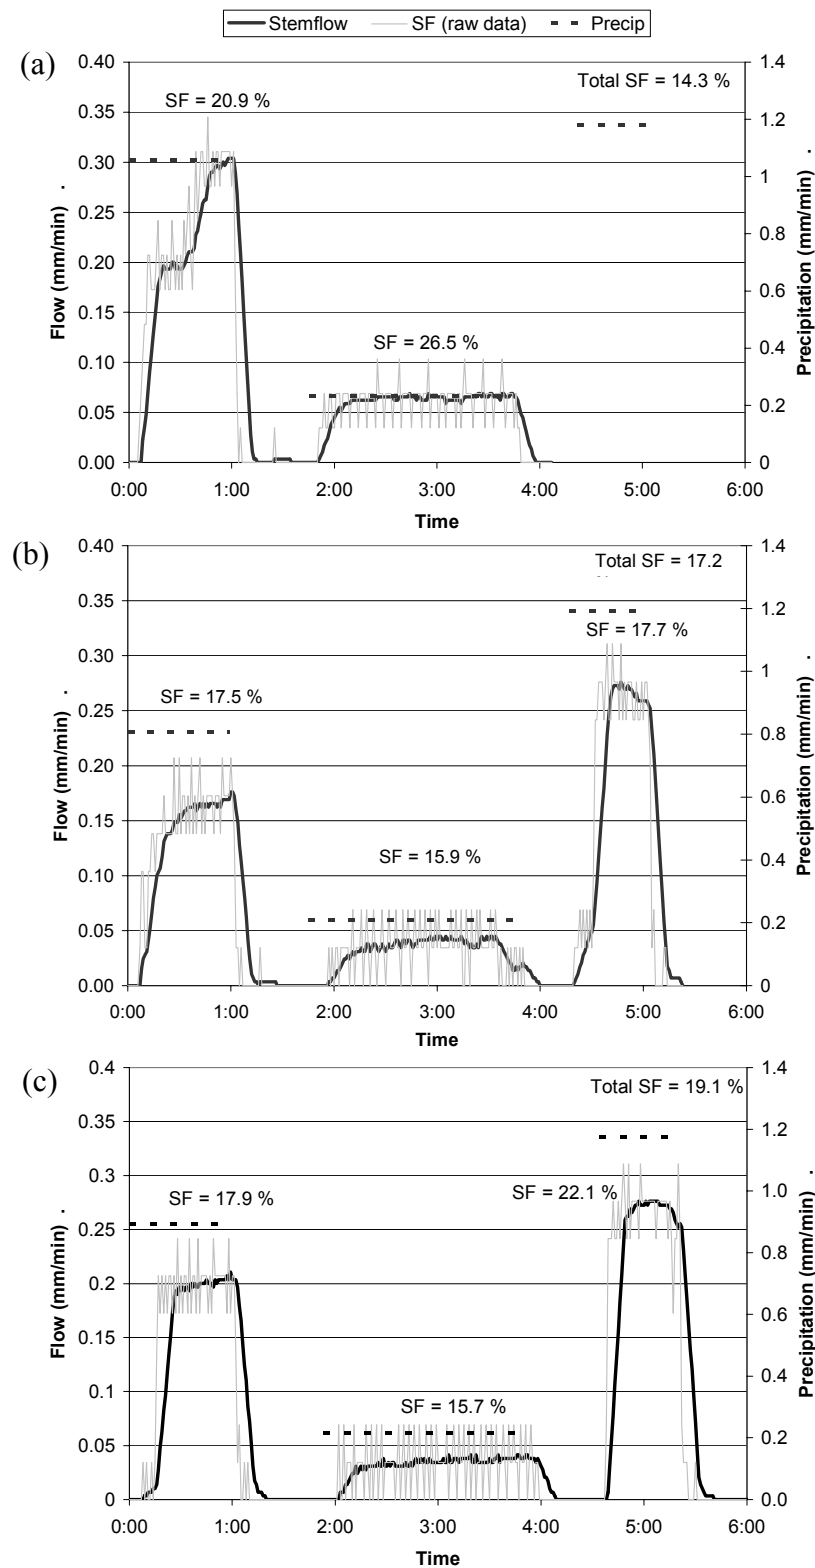 Stemflow SF (raw data) Precip
(a)
Total SF = 14.3 %
SF = 20.9 %
SF = 26.5 %
0.40
0.35
0.30
0.25
0.20
0.15
0.10
0.05
0.00
Flow (mm/min) .
1.4
1.2
1
0.8
0.6
0.4
0.2
0
Precipitation (mm/min) .
0:00 1:00 2:00 3:00 4:00 5:00 6:00
Time
(b)
Total SF = 17.2
SF = 17.7 %
SF = 17.5 %
SF = 15.9 %
0.40
0.35
0.30
0.25
0.20
0.15
0.10
0.05
0.00
Flow (mm/min) .
1.4
1.2
1
0.8
0.6
0.4
0.2
0
Precipitation (mm/min) .
0:00 1:00 2:00 3:00 4:00 5:00 6:00
Time
(c)
Total SF = 19.1 %
SF = 17.9 %
SF = 22.1 %
SF = 15.7 %
0.4
0.35
0.3
0.25
0.2
0.15
0.1
0.05
0
Flow (mm/min) .
1.4
1.2
1.0
0.8
0.6
0.4
0.2
0.0
Precipitation (mm/min) .
0:00 1:00 2:00 3:00 4:00 5:00 6:00
Time